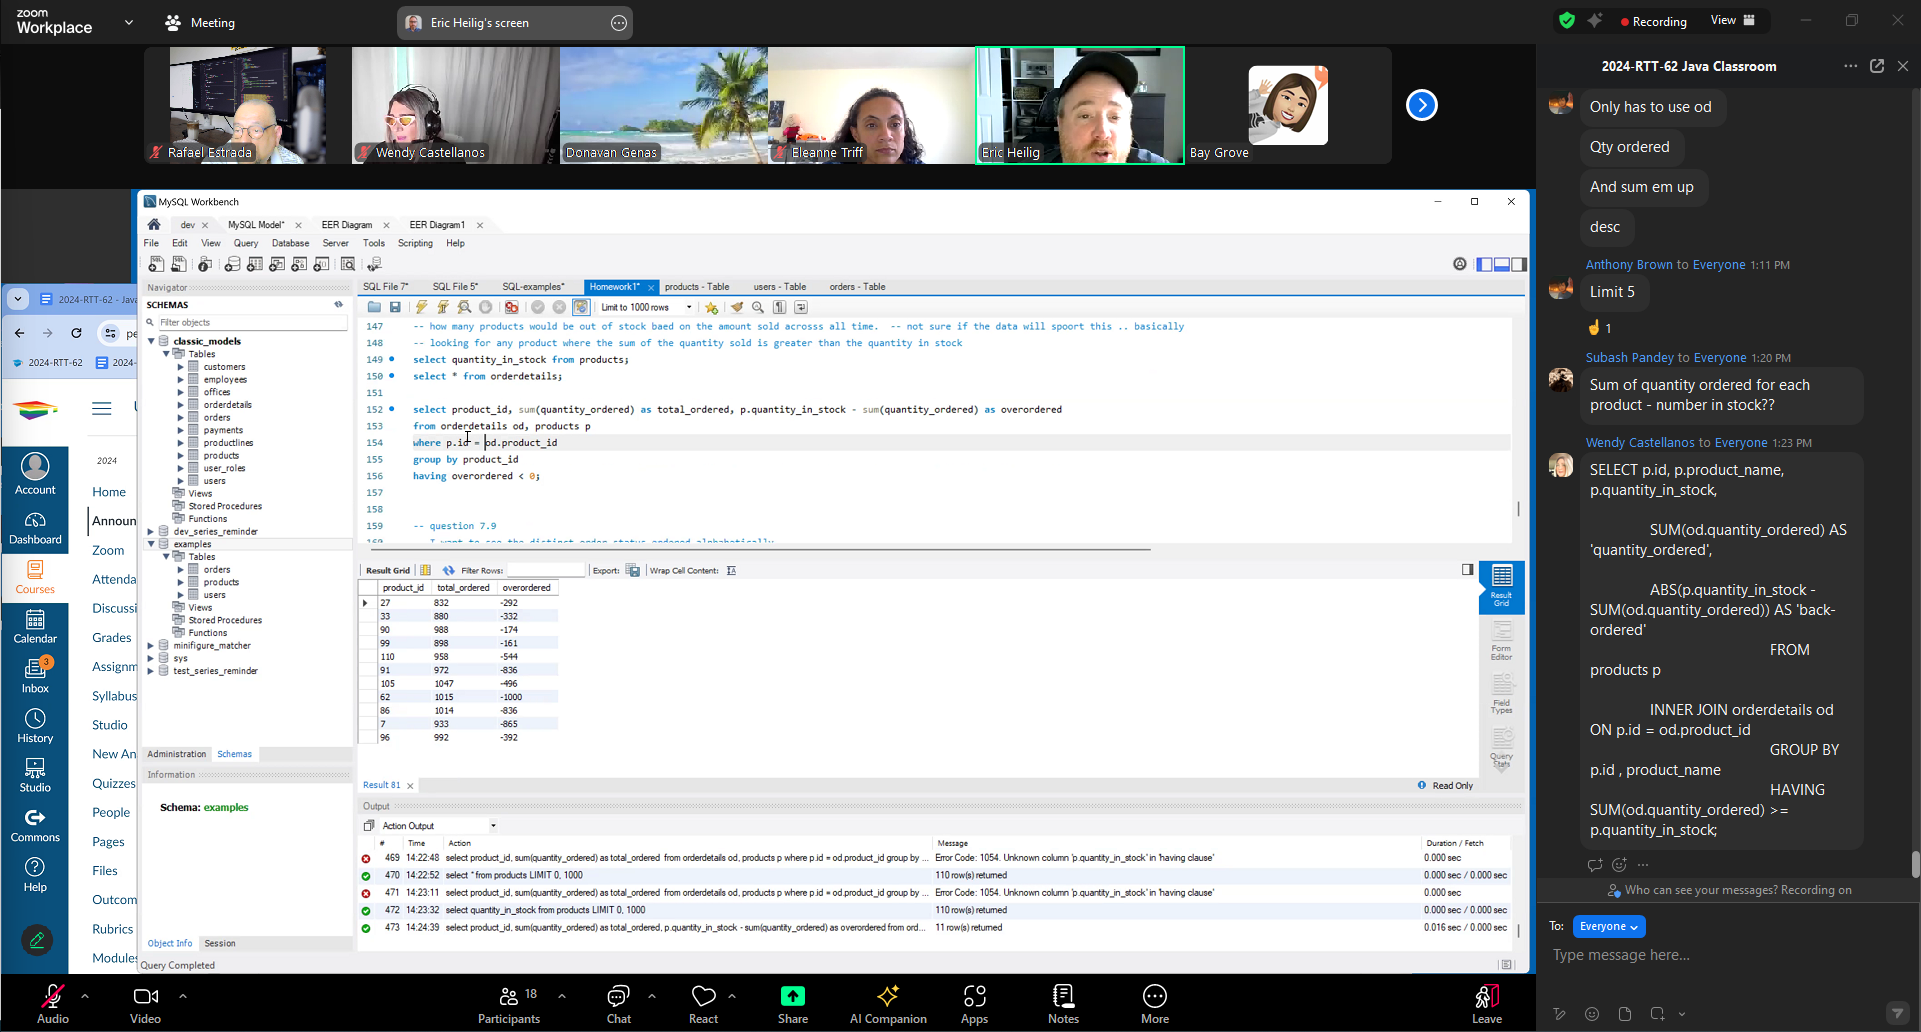 zoom
Workplace
Meeting
Eric Heilig's screen
Recording
View
Rafael Estrada
Wendy Castellanos
Donavan Genas
Eleanne Triff
Eric Heilig
Bay Grove
2024-RTT-62 Java Classroom
Only has to use od
Qty ordered
And sum em up
desc
Anthony Brown to Everyone 1:11 PM
Limit 5
1
Subash Pandey to Everyone 1:20 PM
Sum of quantity ordered for each
product - number in stock??
Wendy Castellanos to Everyone 1:23 PM
SELECT p.id, p.product_name,
p.quantity_in_stock,
SUM(od.quantity_ordered) AS
'quantity_ordered',
ABS(p.quantity_in_stock -
SUM(od.quantity_ordered)) AS 'back-
ordered'
FROM
products p
INNER JOIN orderdetails od
ON p.id = od.product_id
GROUP BY
p.id , product_name
HAVING
SUM(od.quantity_ordered) >=
p.quantity_in_stock;
Who can see your messages? Recording on
To: Everyone
Type message here...
2024-RTT-62 - Java
pe
2024-RTT-62
2024-
Account
Dashboard
Courses
Calendar
3
Inbox
History
Studio
Commons
Help
2024
Home
Announ
Zoom
Attenda
Discussi
Grades
Assignm
Syllabus
Studio
New An
Quizzes
People
Pages
Files
Outcom
Rubrics
Modules
MySQL Workbench
dev
MySQL Model*
EER Diagram
EER Diagram1
File Edit View Query Database Server Tools Scripting Help
Navigator
SCHEMAS
Filter objects
classic_models
Tables
customers
employees
offices
orderdetails
orders
payments
productlines
products
user_roles
users
Views
Stored Procedures
Functions
dev_series_reminder
examples
Tables
orders
products
users
Views
Stored Procedures
Functions
minifigure_matcher
sys
test_series_reminder
Administration Schemas
Information
Schema: examples
Object Info Session
Query Completed
SQL File 7* SQL File 5* SQL-examples* Homework1* products - Table users - Table orders - Table
Limit to 1000 rows
147 -- how many products would be out of stock baed on the amount sold acrosss all time. -- not sure if the data will spoort this .. basically
148 -- looking for any product where the sum of the quantity sold is greater than the quantity in stock
149 select quantity_in_stock from products;
150 select * from orderdetails;
151
152 select product_id, sum(quantity_ordered) as total_ordered, p.quantity_in_stock - sum(quantity_ordered) as overordered
153 from orderdetails od, products p
154 where p.id = od.product_id
155 group by product_id
156 having overordered < 0;
157
158
159 -- question 7.9
160 -- I want to see the distinct order status ordered alphabetically
Result Grid Filter Rows: Export: Wrap Cell Content:
product_id total_ordered overordered
27 832 -292
33 880 -332
90 988 -174
99 898 -161
110 958 -544
91 972 -836
105 1047 -496
62 1015 -1000
86 1014 -836
7 933 -865
96 992 -392
Result Grid
Form Editor
Field Types
Query Stats
Result 81
Read Only
Output
Action Output
# Time Action Message Duration / Fetch
469 14:22:48 select product_id, sum(quantity_ordered) as total_ordered from orderdetails od, products p where p.id = od.product_id group by ... Error Code: 1054. Unknown column 'p.quantity_in_stock' in 'having clause' 0.000 sec
470 14:22:52 select * from products LIMIT 0, 1000 110 row(s) returned 0.000 sec / 0.000 sec
471 14:23:11 select product_id, sum(quantity_ordered) as total_ordered from orderdetails od, products p where p.id = od.product_id group by ... Error Code: 1054. Unknown column 'p.quantity_in_stock' in 'having clause' 0.000 sec
472 14:23:32 select quantity_in_stock from products LIMIT 0, 1000 110 row(s) returned 0.000 sec / 0.000 sec
473 14:24:39 select product_id, sum(quantity_ordered) as total_ordered, p.quantity_in_stock - sum(quantity_ordered) as overordered from ord... 11 row(s) returned 0.016 sec / 0.000 sec
Audio
Video
18
Participants
Chat
React
Share
AI Companion
Apps
Notes
More
Leave